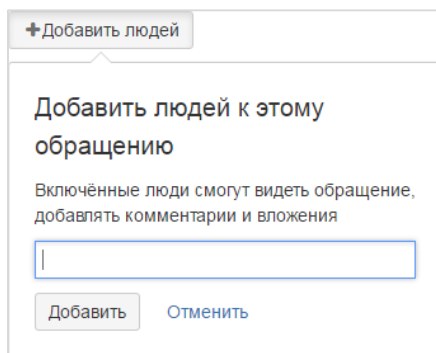 +Добавить людей
Добавить людей к этому
обращению
Включённые люди смогут видеть обращение,
добавлять комментарии и вложения
Добавить Отменить